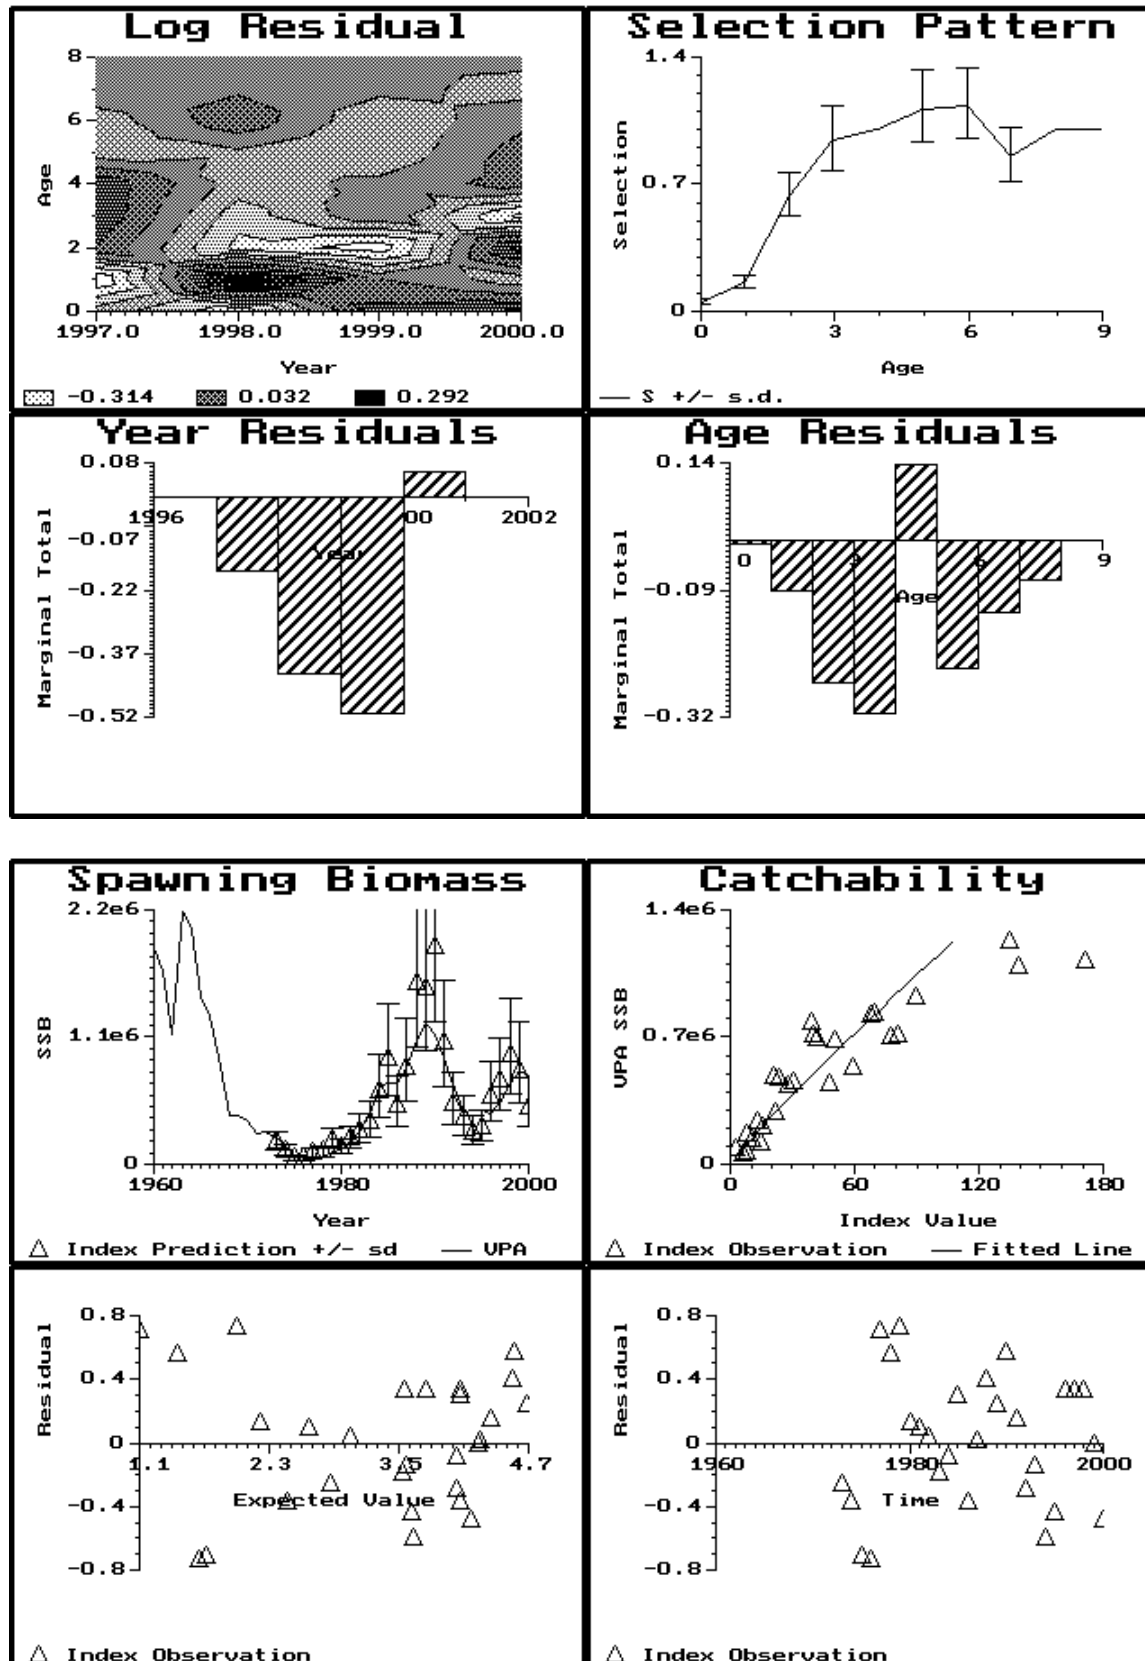 Log Residual
8
6
4
2
0
Age
1997.0 1998.0 1999.0 2000.0
Year
-0.314 0.032 0.292
Selection Pattern
1.4
0.7
0
Selection
0 3 6 9
Age
S +/- s.d.
Year Residuals
0.08
-0.07
-0.22
-0.37
-0.52
Marginal Total
1996 00 2002
Year
Age Residuals
0.14
-0.09
-0.32
Marginal Total
0 3 6 9
Age
Spawning Biomass
2.2e6
1.1e6
0
SSB
1960 1980 2000
Year
Index Prediction +/- sd VPA
Catchability
1.4e6
0.7e6
0
VPA SSB
0 60 120 180
Index Value
Index Observation Fitted Line
0.8
0.4
0
-0.4
-0.8
Residual
1.1 2.3 3.5 4.7
Expected Value
Index Observation
0.8
0.4
0
-0.4
-0.8
Residual
1960 1980 2000
Time
Index Observation